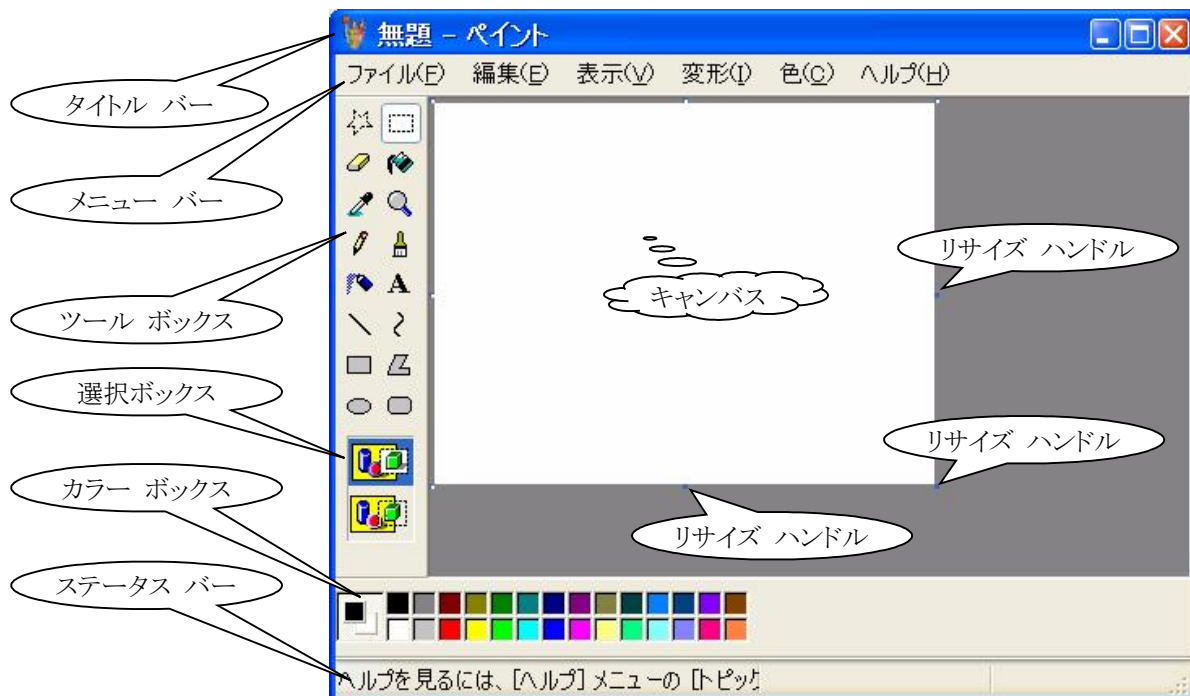 無題 - ペイント
ファイル(F) 編集(E) 表示(V) 変形(I) 色(C) ヘルプ(H)
タイトル バー
メニュー バー
ツール ボックス
選択ボックス
カラー ボックス
ステータス バー
A
キャンバス
リサイズ ハンドル
リサイズ ハンドル
リサイズ ハンドル
ヘルプを見るには、[ヘルプ] メニューの [トピック